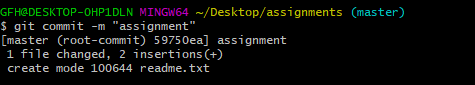 GFH@DESKTOP-OHP1DLN MINGW64 ~/Desktop/assignments (master)
$ git commit -m "assignment"
[master (root-commit) 59750ea] assignment
 1 file changed, 2 insertions(+)
 create mode 100644 readme.txt